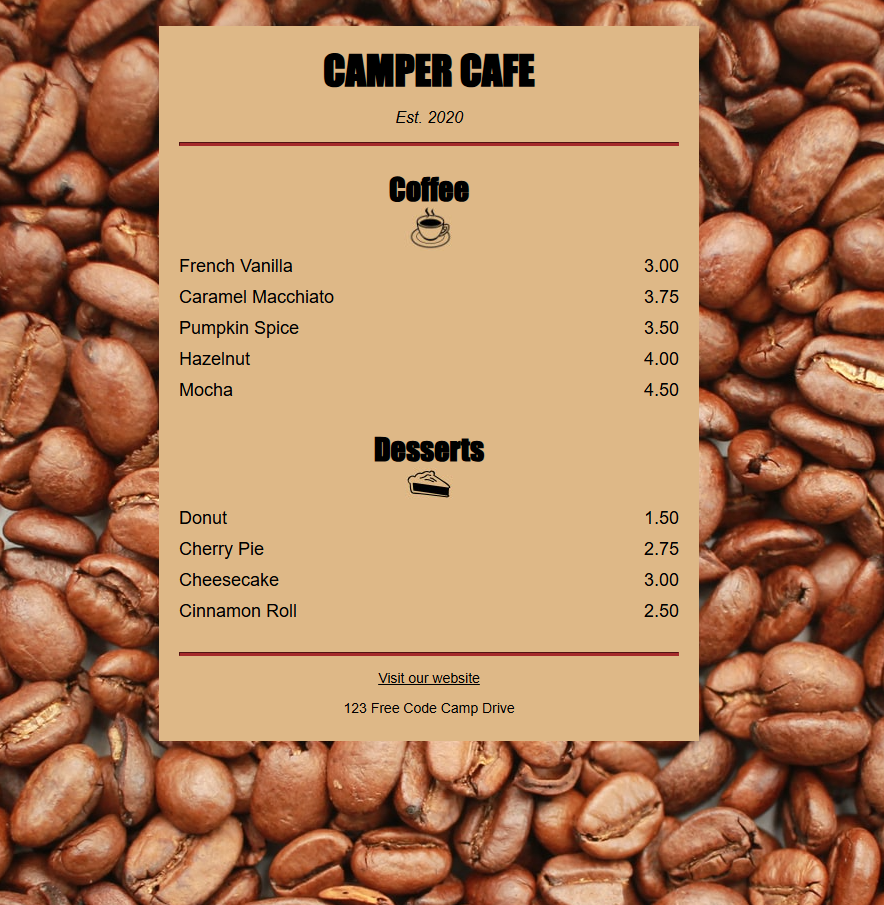 CAMPER CAFE
Est. 2020
Coffee
French Vanilla 3.00
Caramel Macchiato 3.75
Pumpkin Spice 3.50
Hazelnut 4.00
Mocha 4.50
Desserts
Donut 1.50
Cherry Pie 2.75
Cheesecake 3.00
Cinnamon Roll 2.50
Visit our website
123 Free Code Camp Drive